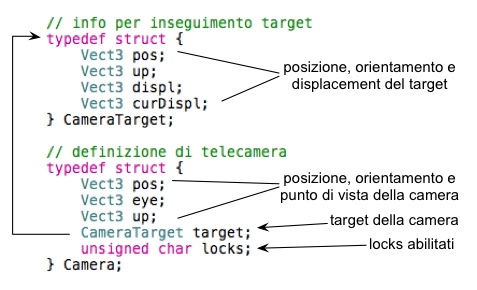 // info per inseguimento target
typedef struct {
Vect3 pos;
Vect3 up;
Vect3 displ;
Vect3 curDispl;
} CameraTarget;
posizione, orientamento e
displacement del target
// definizione di telecamera
typedef struct {
Vect3 pos;
Vect3 eye;
Vect3 up;
CameraTarget target;
unsigned char locks;
} Camera;
posizione, orientamento e
punto di vista della camera
target della camera
locks abilitati